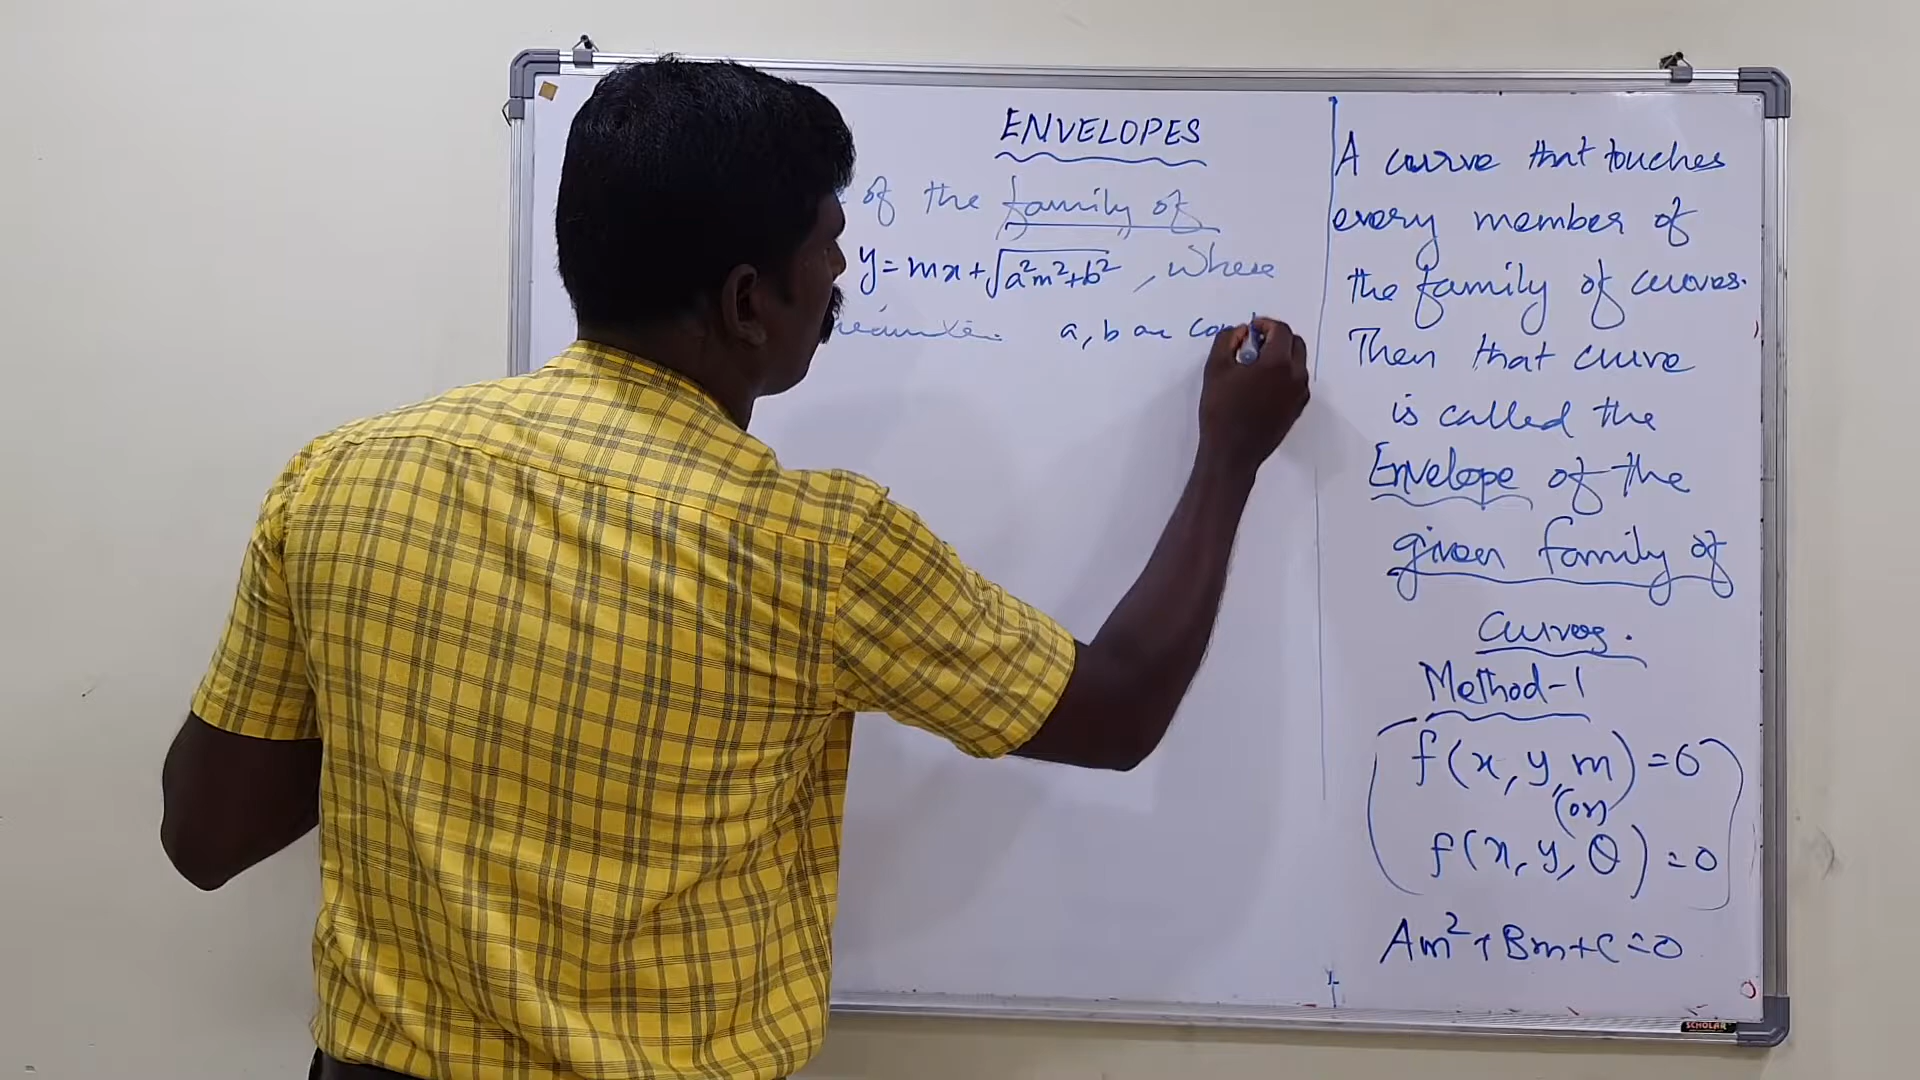 ENVELOPES
of the family of
y = mx + √a²m²+b² , where
a, b are
A curve that touches
every member of
the family of curves.
Then that curve
is called the
Envelope of the
given family of
Curves.
Method-1
f(x, y, m) = 0
(or)
f(x, y, θ) = 0
Am² + Bm + C = 0
SCHOLAR